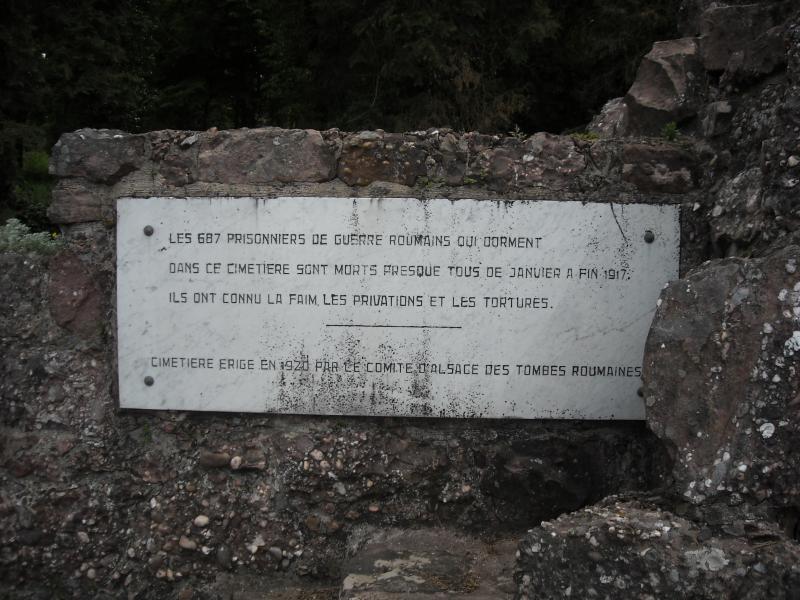 LES 687 PRISONNIERS DE GUERRE ROUMAINS QUI DORMENT
DANS CE CIMETIERE SONT MORTS PRESQUE TOUS DE JANVIER A FIN 1917.
ILS ONT CONNU LA FAIM, LES PRIVATIONS ET LES TORTURES.
CIMETIERE ERIGE EN 1920 PAR LE COMITE D'ALSACE DES TOMBES ROUMAINES